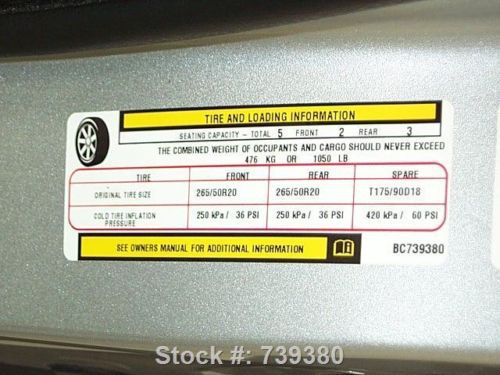 TIRE AND LOADING INFORMATION
SEATING CAPACITY - TOTAL 5 FRONT 2 REAR 3
THE COMBINED WEIGHT OF OCCUPANTS AND CARGO SHOULD NEVER EXCEED
476 KG OR 1050 LB
TIRE FRONT REAR SPARE
ORIGINAL TIRE SIZE 265/50R20 265/50R20 T175/90D18
COLD TIRE INFLATION PRESSURE 250 kPa/ 36 PSI 250 kPa/ 36 PSI 420 kPa/ 60 PSI
SEE OWNERS MANUAL FOR ADDITIONAL INFORMATION BC739380
Stock #: 739380